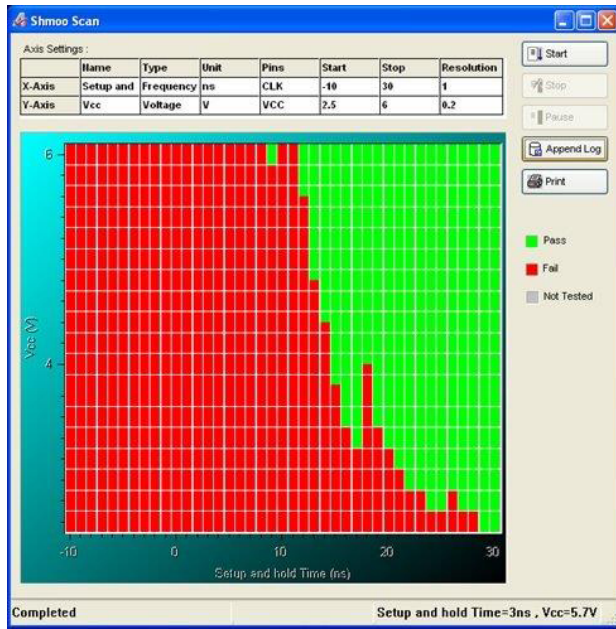 Shmoo Scan
Axis Settings :
Name Type Unit Pins Start Stop Resolution
X-Axis Setup and Frequency ns CLK -10 30 1
Y-Axis Vcc Voltage V VCC 2.5 6 0.2
Start
Stop
Pause
Append Log
Print
Pass
Fail
Not Tested
6
4
Vcc (V)
-10 0 10 20 30
Setup and hold Time (ns)
Completed
Setup and hold Time=3ns , Vcc=5.7V